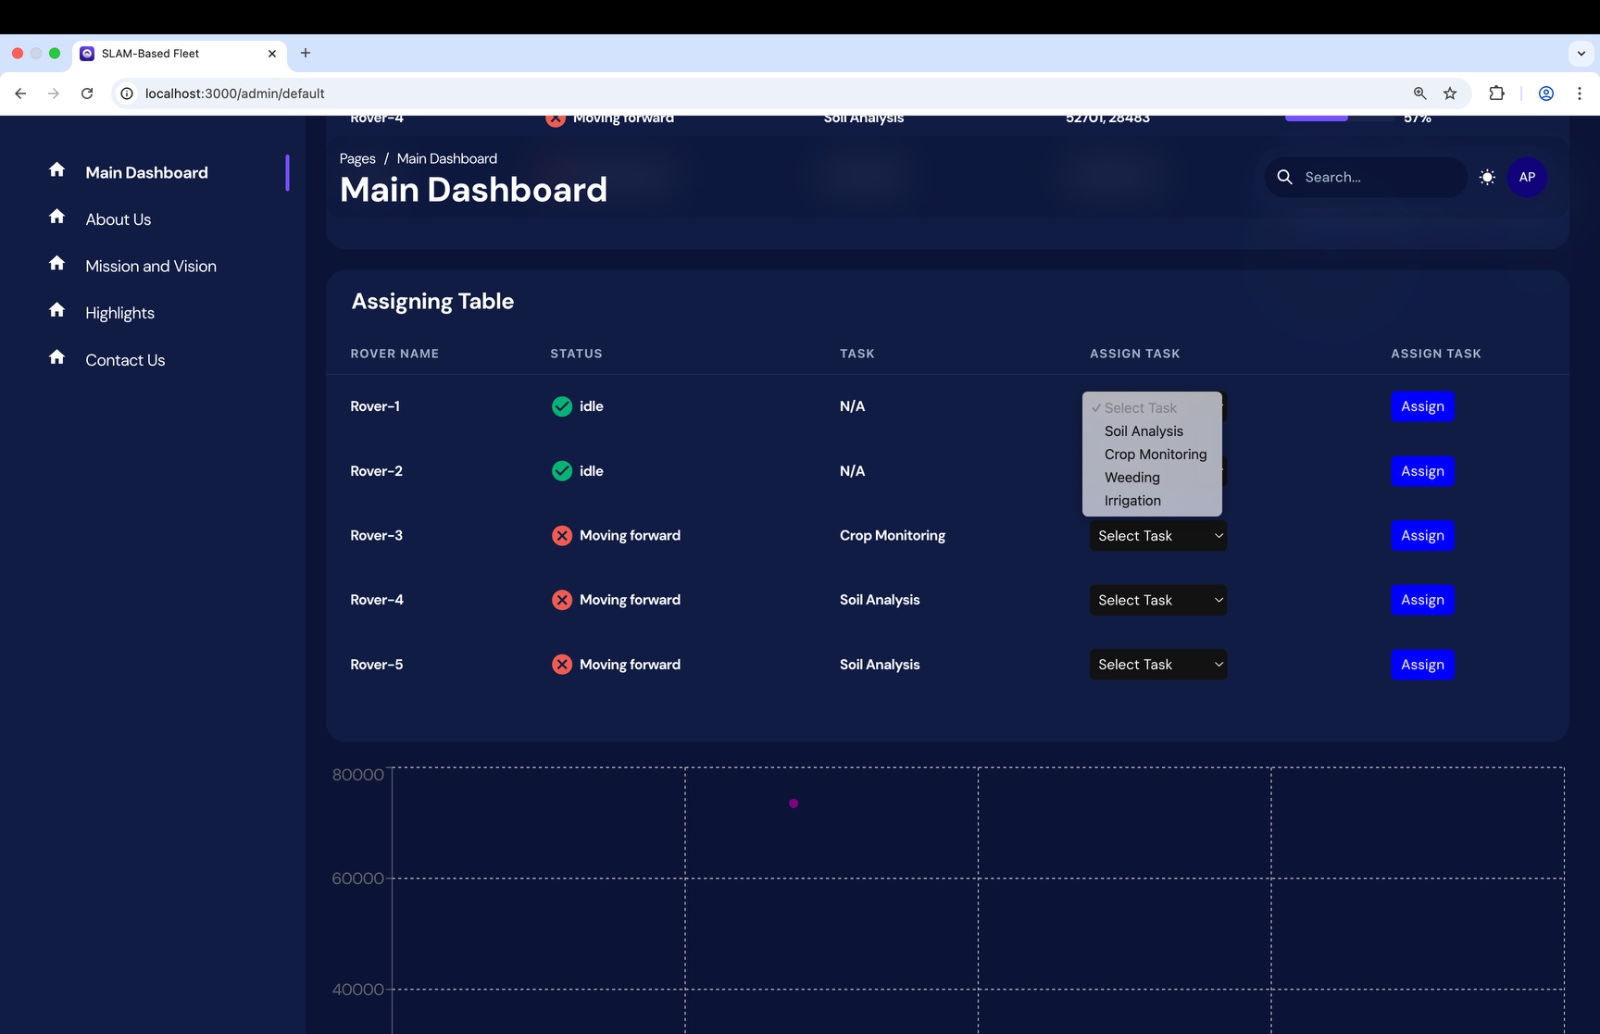 SLAM-Based Fleet
localhost:3000/admin/default
Rover-4 Moving forward Soil Analysis 52701, 28483 57%
Pages / Main Dashboard
Main Dashboard
Search...
AP
Main Dashboard
About Us
Mission and Vision
Highlights
Contact Us
Assigning Table
ROVER NAME STATUS TASK ASSIGN TASK ASSIGN TASK
Rover-1 idle N/A Assign
Select Task
Soil Analysis
Crop Monitoring
Weeding
Irrigation
Rover-2 idle N/A Assign
Rover-3 Moving forward Crop Monitoring Select Task Assign
Rover-4 Moving forward Soil Analysis Select Task Assign
Rover-5 Moving forward Soil Analysis Select Task Assign
80000
60000
40000